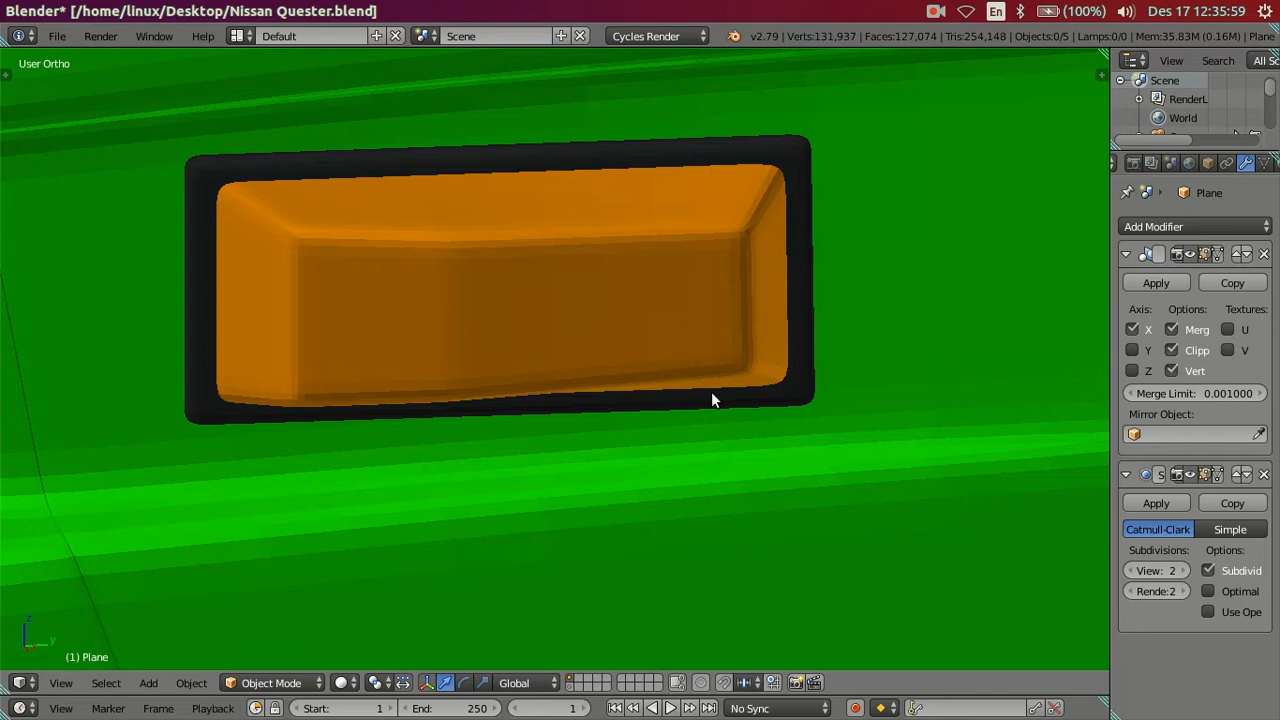 Blender* [/home/linux/Desktop/Nissan Quester.blend]
En (100%) Des 17 12:35:59
File Render Window Help Default Scene Cycles Render v2.79 | Verts:131,937 | Faces:127,074 | Tris:254,148 | Objects:0/5 | Lamps:0/0 | Mem:35.83M (0.16M) | Plane
User Ortho
View Search All Sc
Scene
RenderL
World
Plane
Add Modifier
Apply Copy
Axis: Options: Textures:
X Merg U
Y Clipp V
Z Vert
Merge Limit: 0.001000
Mirror Object:
S
Apply Copy
Catmull-Clark Simple
Subdivisions: Options:
View: 2 Subdivid
Rende:2 Optimal
Use Ope
z
y
(1) Plane
View Select Add Object Object Mode Global
View Marker Frame Playback Start: 1 End: 250 1 No Sync